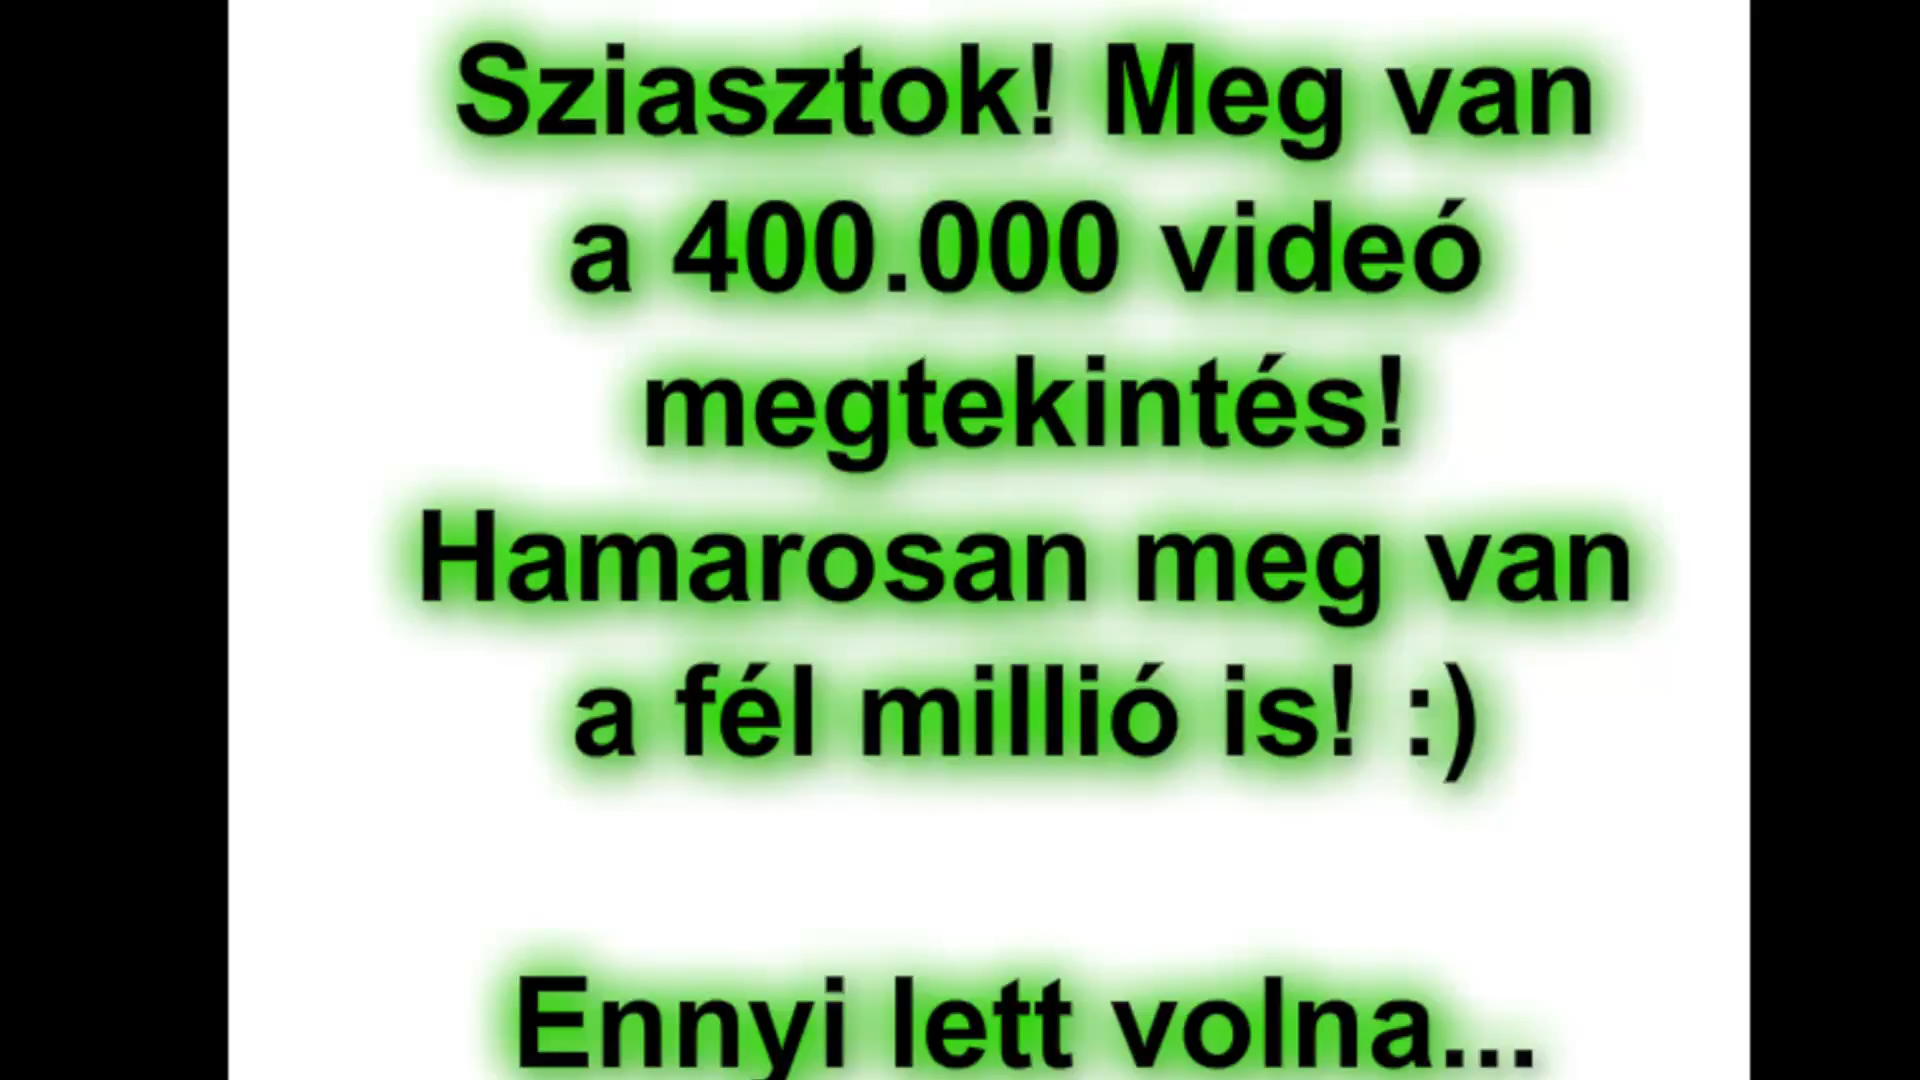 Sziasztok! Meg van
a 400.000 videó
megtekintés!
Hamarosan meg van
a fél millió is! :)
Ennyi lett volna...